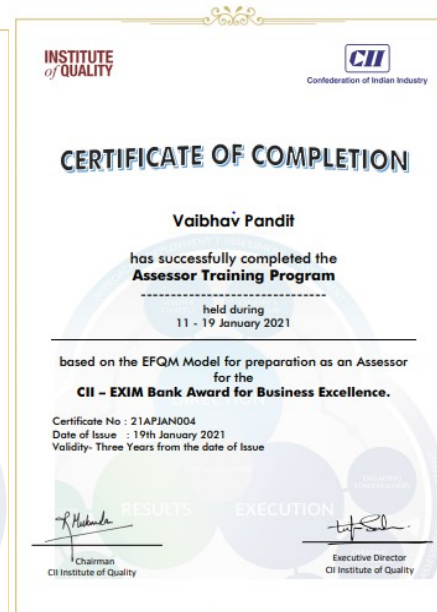 INSTITUTE
of QUALITY
CII
Confederation of Indian Industry
CERTIFICATE OF COMPLETION
Vaibhav Pandit
has successfully completed the
Assessor Training Program
-------------------------------
held during
11 - 19 January 2021
based on the EFQM Model for preparation as an Assessor
for the
CII – EXIM Bank Award for Business Excellence.
Certificate No : 21APJAN004
Date of Issue : 19th January 2021
Validity- Three Years from the date of Issue
ENGAGING
STAKEHOLDERS
RESULTS EXECUTION
Chairman
CII Institute of Quality
Executive Director
CII Institute of Quality